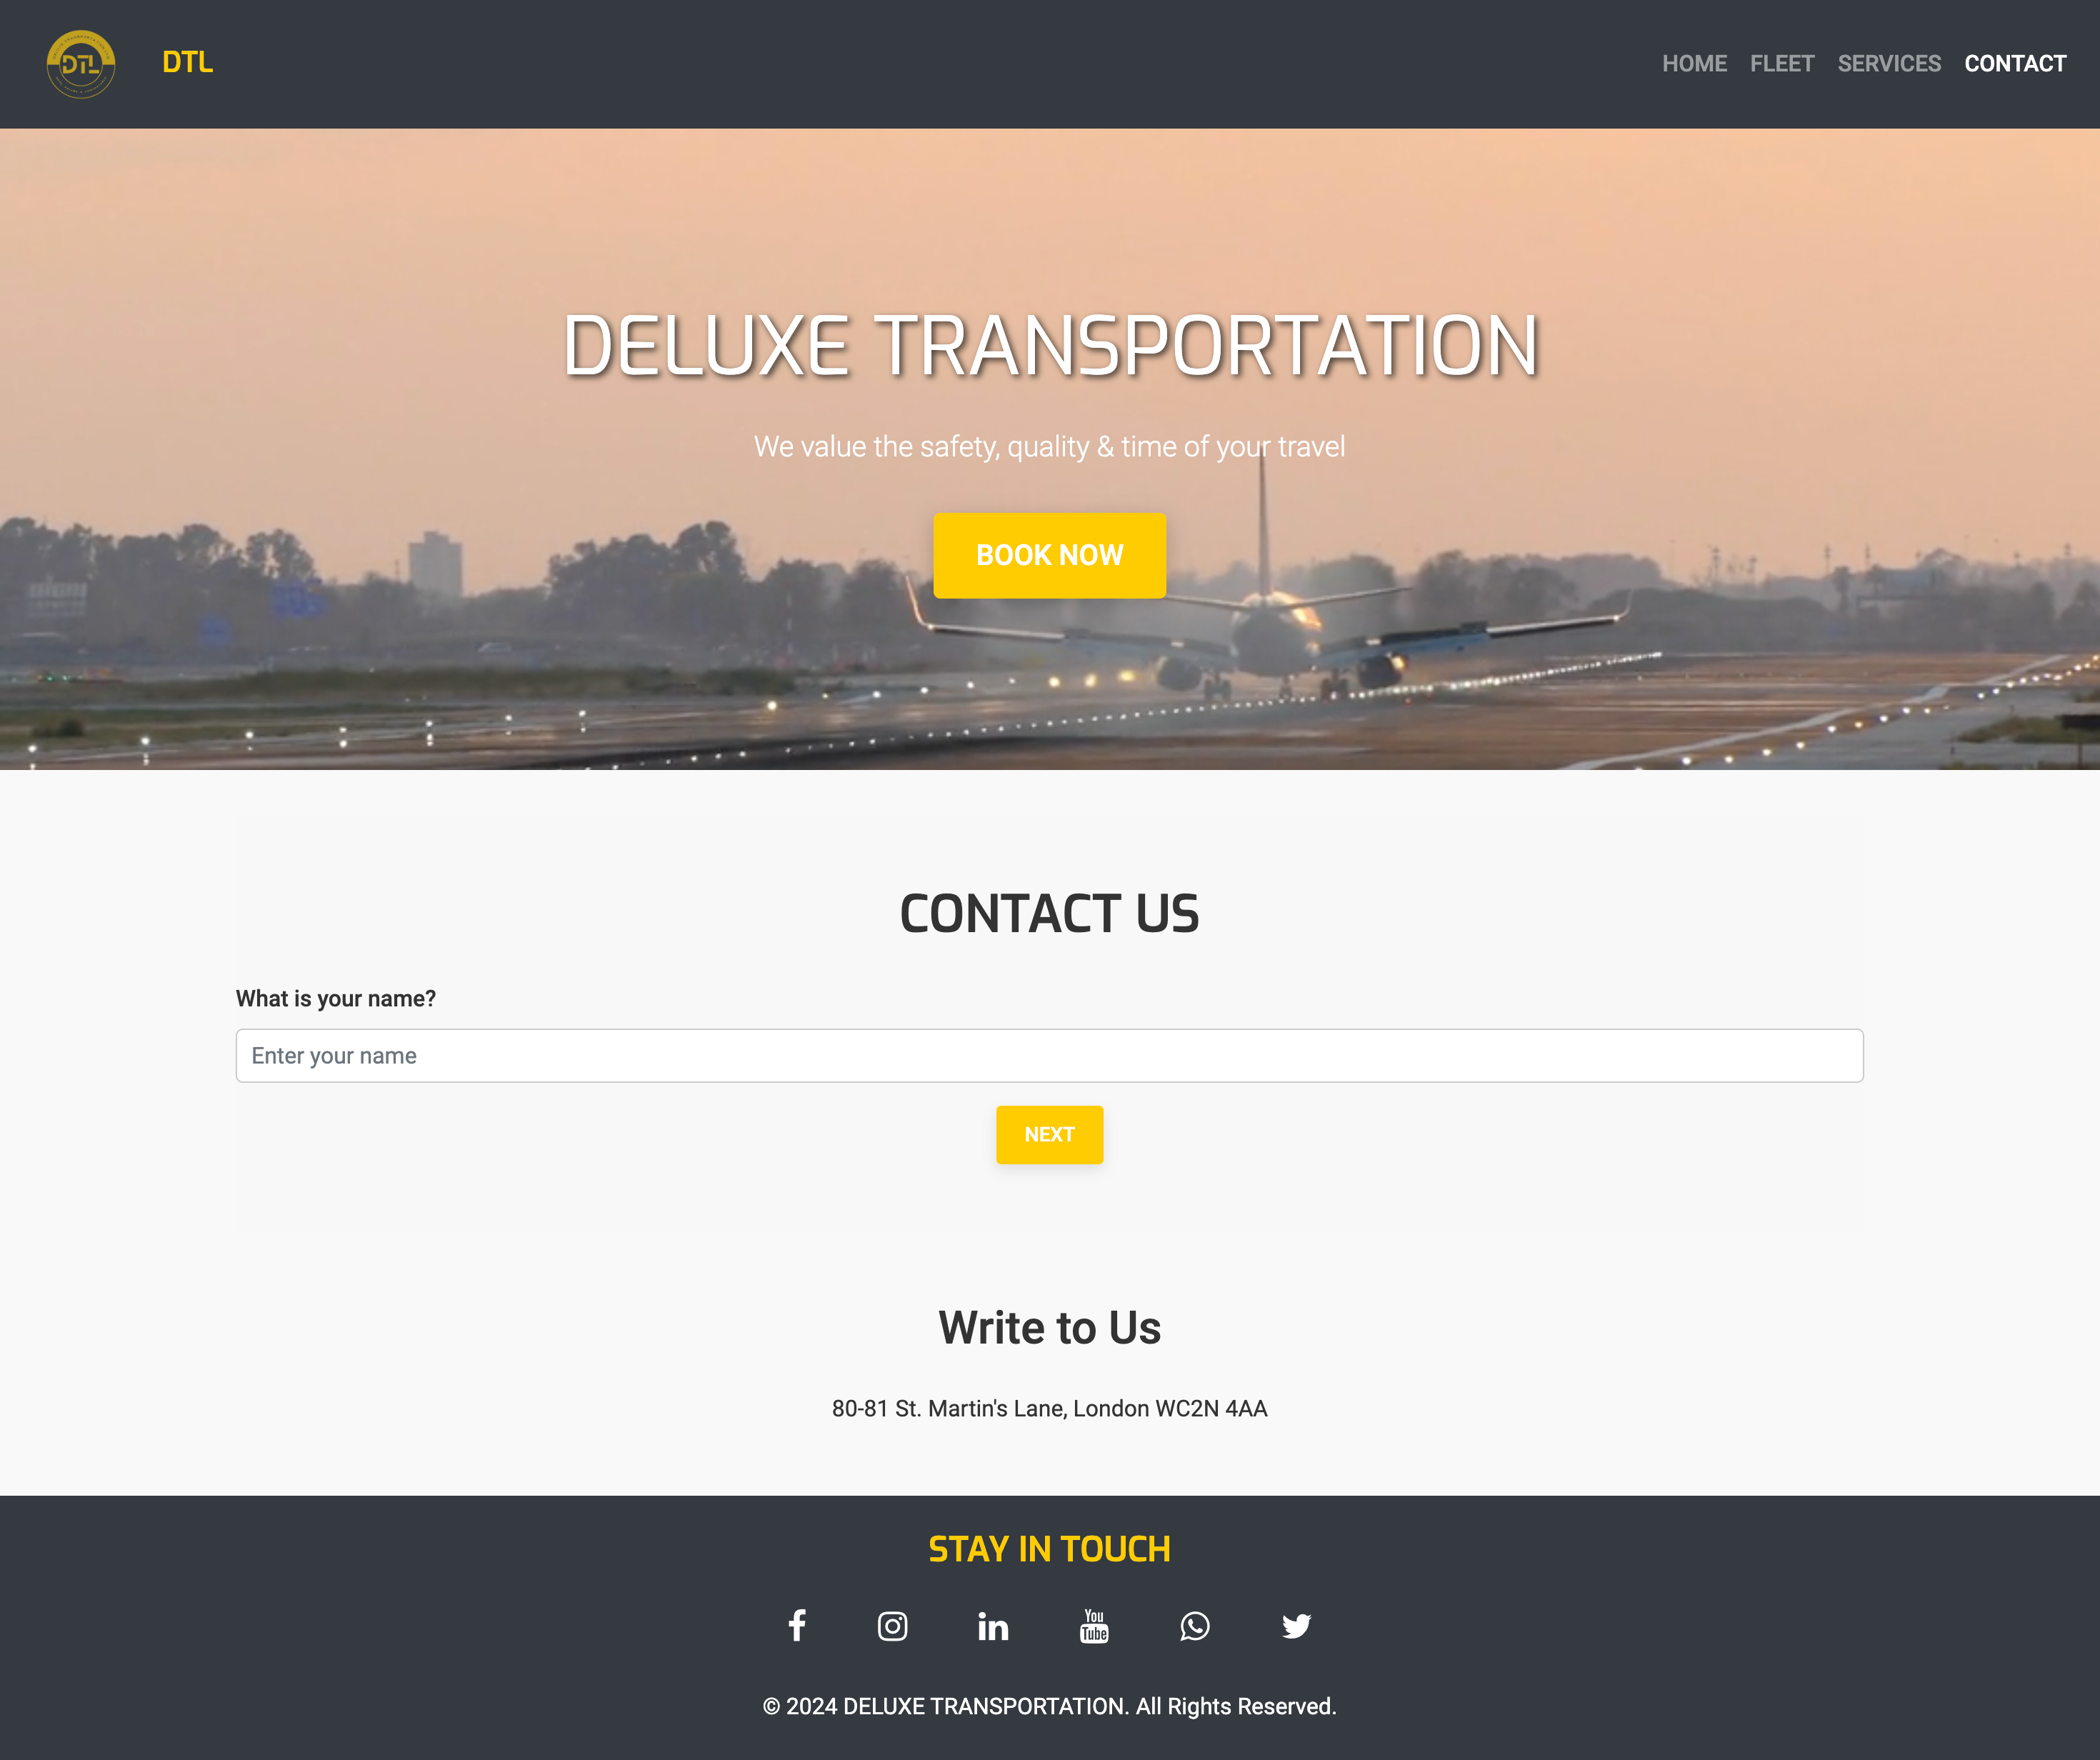 DTL
DTL
HOME FLEET SERVICES CONTACT
DELUXE TRANSPORTATION
We value the safety, quality & time of your travel
BOOK NOW
CONTACT US
What is your name?
Enter your name
NEXT
Write to Us
80-81 St. Martin's Lane, London WC2N 4AA
STAY IN TOUCH
You
Tube
© 2024 DELUXE TRANSPORTATION. All Rights Reserved.